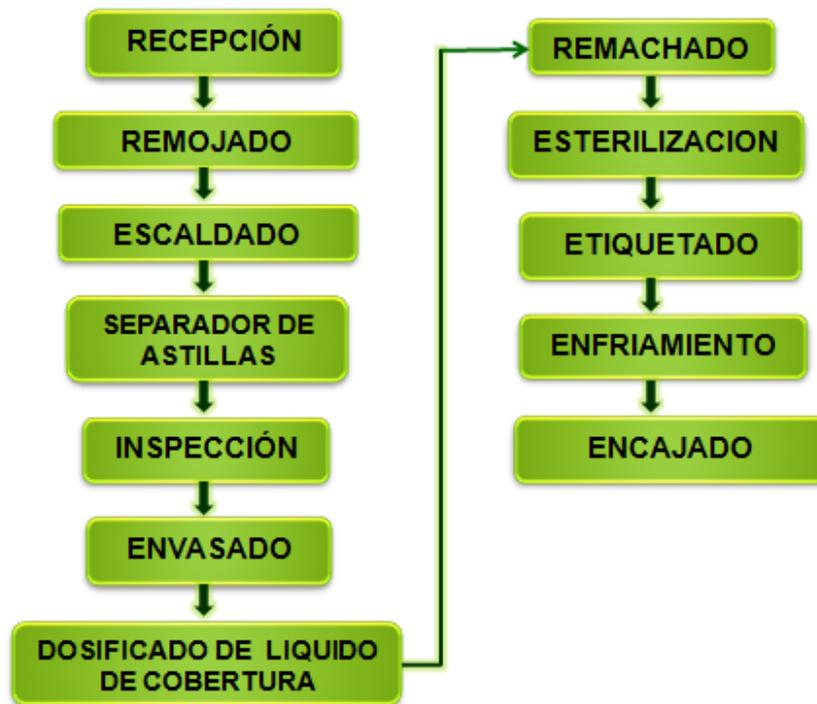 RECEPCIÓN
REMOJADO
ESCALDADO
SEPARADOR DE
ASTILLAS
INSPECCIÓN
ENVASADO
DOSIFICADO DE LIQUIDO
DE COBERTURA
REMACHADO
ESTERILIZACION
ETIQUETADO
ENFRIAMIENTO
ENCAJADO